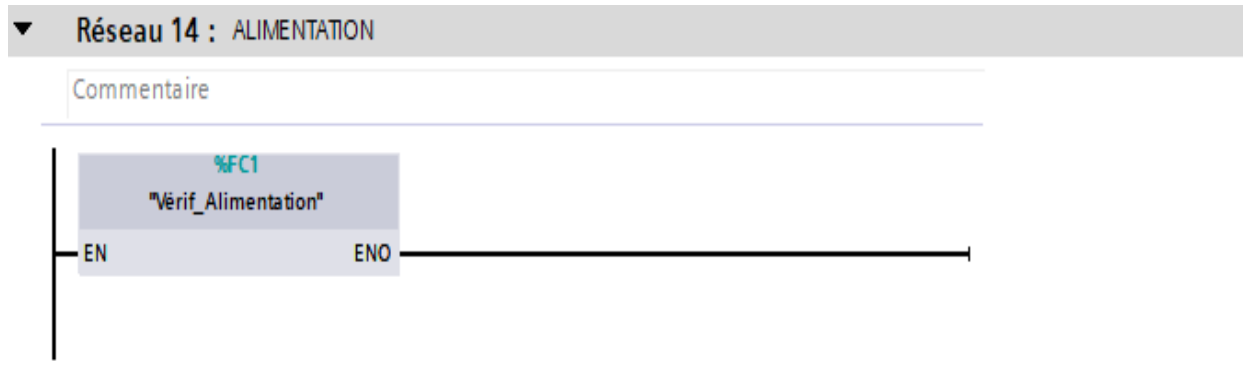 Réseau 14 : ALIMENTATION
Commentaire
%FC1
"Vérif_Alimentation"
EN ENO